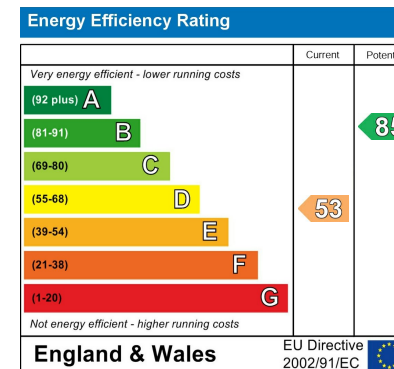 Energy Efficiency Rating
Current Potent
Very energy efficient - lower running costs
(92 plus) A
(81-91) B
85
(69-80) C
(55-68) D
53
(39-54) E
(21-38) F
(1-20) G
Not energy efficient - higher running costs
England & Wales
EU Directive
2002/91/EC